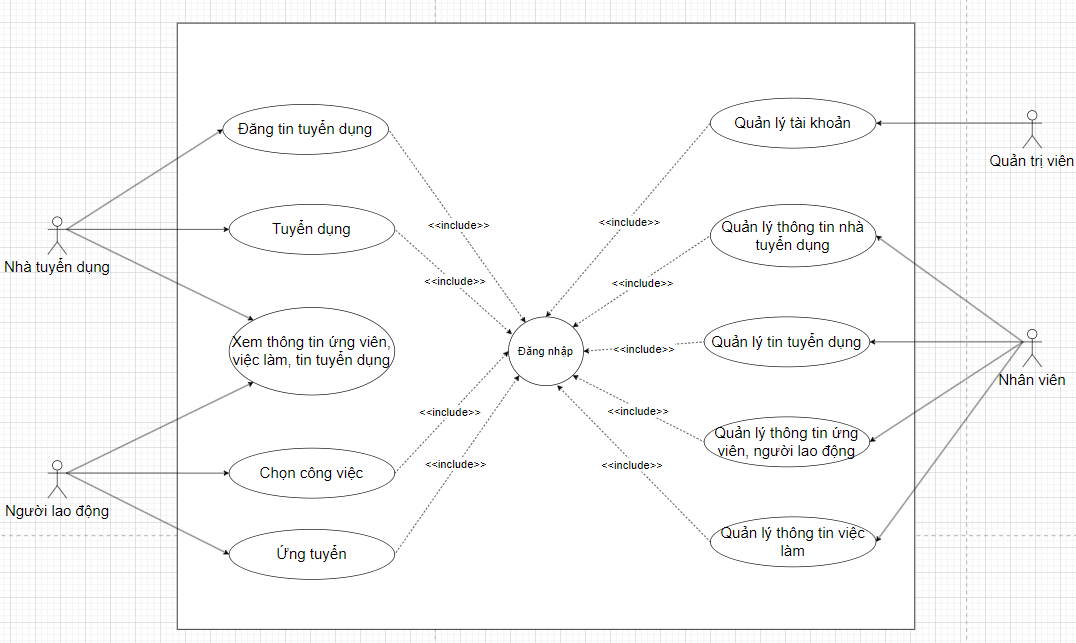 Đăng tin tuyển dụng
Tuyển dụng
Xem thông tin ứng viên,
việc làm, tin tuyển dụng
Chọn công việc
Ứng tuyển
Nhà tuyển dụng
Người lao động
<<include>>
<<include>>
<<include>>
<<include>>
Đăng nhập
<<include>>
<<include>>
<<include>>
<<include>>
<<include>>
Quản lý tài khoản
Quản lý thông tin nhà
tuyển dụng
Quản lý tin tuyển dụng
Quản lý thông tin ứng
viên, người lao động
Quản lý thông tin việc
làm
Quản trị viên
Nhân viên